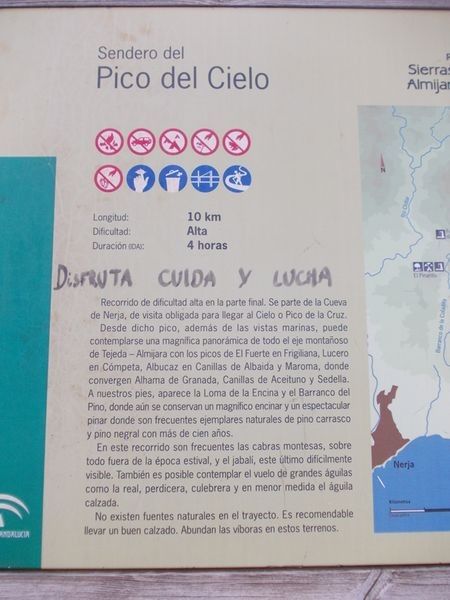 Sendero del
Pico del Cielo
Sierras
Almijar
Longitud: 10 km
Dificultad: Alta
Duración (IDA): 4 horas
DISFRUTA CUIDA Y LUCHA
Recorrido de dificultad alta en la parte final. Se parte de la Cueva
de Nerja, de visita obligada para llegar al Cielo o Pico de la Cruz.
Desde dicho pico, además de las vistas marinas, puede
contemplarse una magnífica panorámica de todo el eje montañoso
de Tejeda – Almijara con los picos de El Fuerte en Frigiliana, Lucero
en Cómpeta, Albucaz en Canillas de Albaida y Maroma, donde
convergen Alhama de Granada, Canillas de Aceituno y Sedella.
A nuestros pies, aparece la Loma de la Encina y el Barranco del
Pino, donde aún se conservan un magnífico encinar y un espectacular
pinar donde son frecuentes ejemplares naturales de pino carrasco
y pino negral con más de cien años.
En este recorrido son frecuentes las cabras montesas, sobre
todo fuera de la época estival, y el jabalí, este último difícilmente
visible. También es posible contemplar el vuelo de grandes águilas
como la real, perdicera, culebrera y en menor medida el águila
calzada.
No existen fuentes naturales en el trayecto. Es recomendable
llevar un buen calzado. Abundan las víboras en estos terrenos.
N
Río Chillar
El Pinarillo
Barranco de la Coladilla
Nerja
Kilómetros
ANDALUCIA